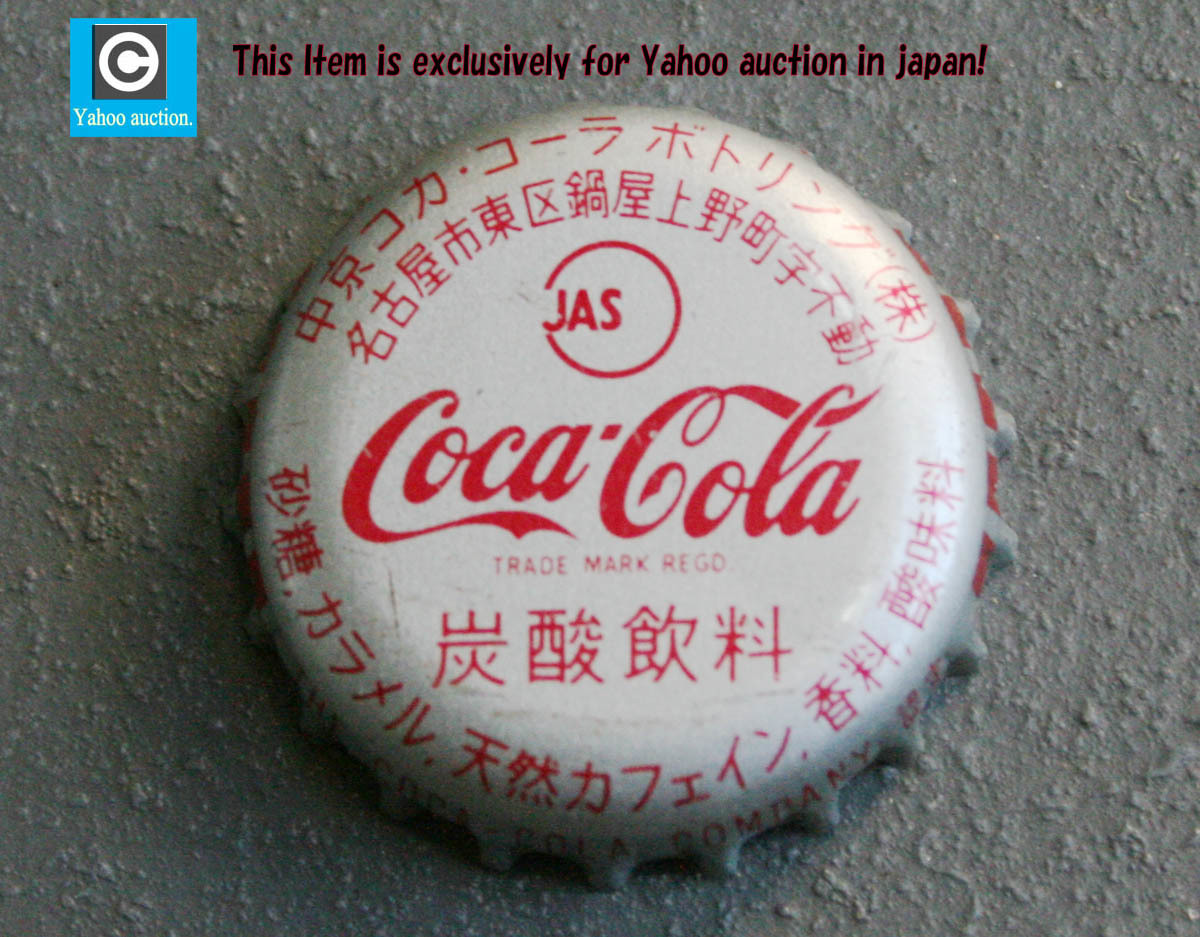 This Item is exclusively for Yahoo auction in japan!
C
Yahoo auction.
中京コカ・コーラ ボトリング(株)
名古屋市東区鍋屋上野町字不動
JAS
Coca-Cola
TRADE MARK REGD.
炭酸飲料
砂糖, カラメル, 天然カフェイン, 香料, 酸味料
COCA-COLA COMPANY